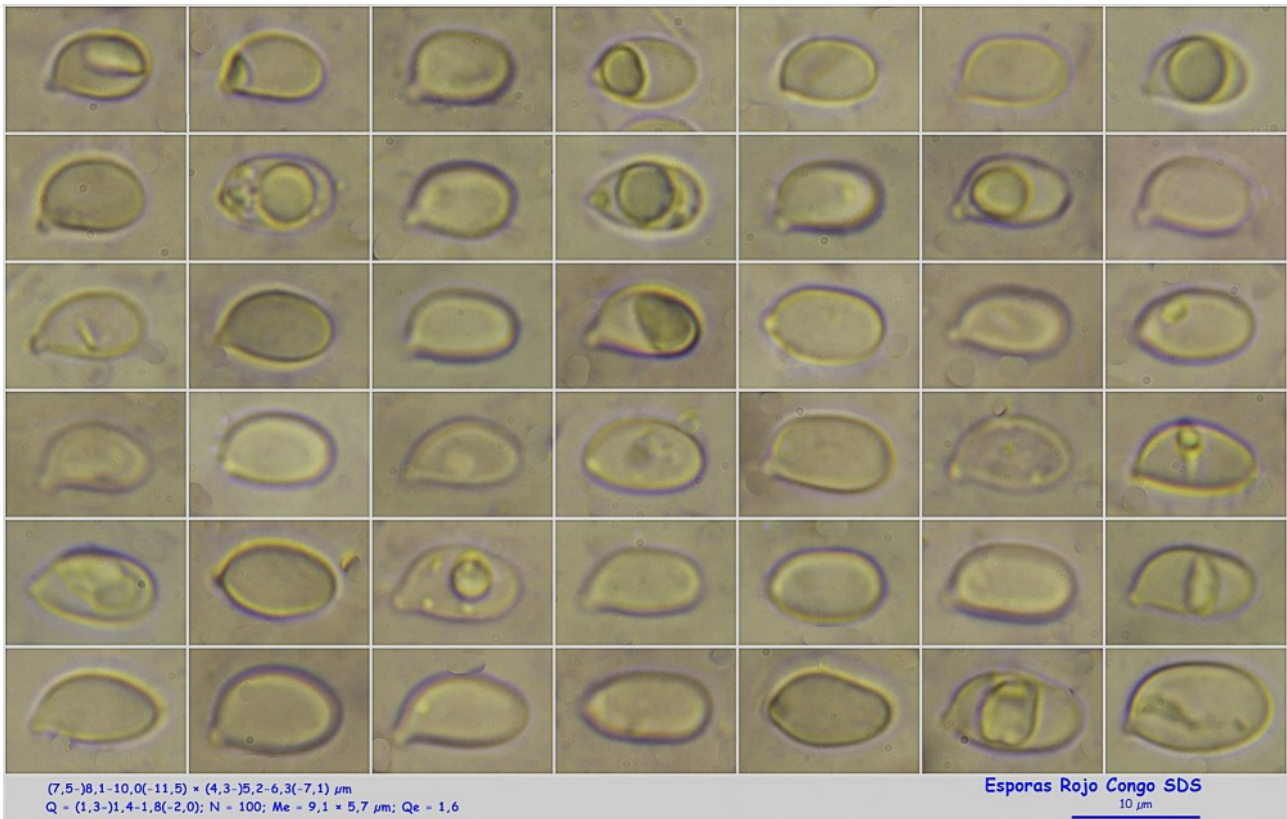 (7,5-)8,1-10,0(-11,5) × (4,3-)5,2-6,3(-7,1) µm
Q = (1,3-)1,4-1,8(-2,0); N = 100; Me = 9,1 × 5,7 µm; Qe = 1,6
Esporas Rojo Congo SDS
10 µm